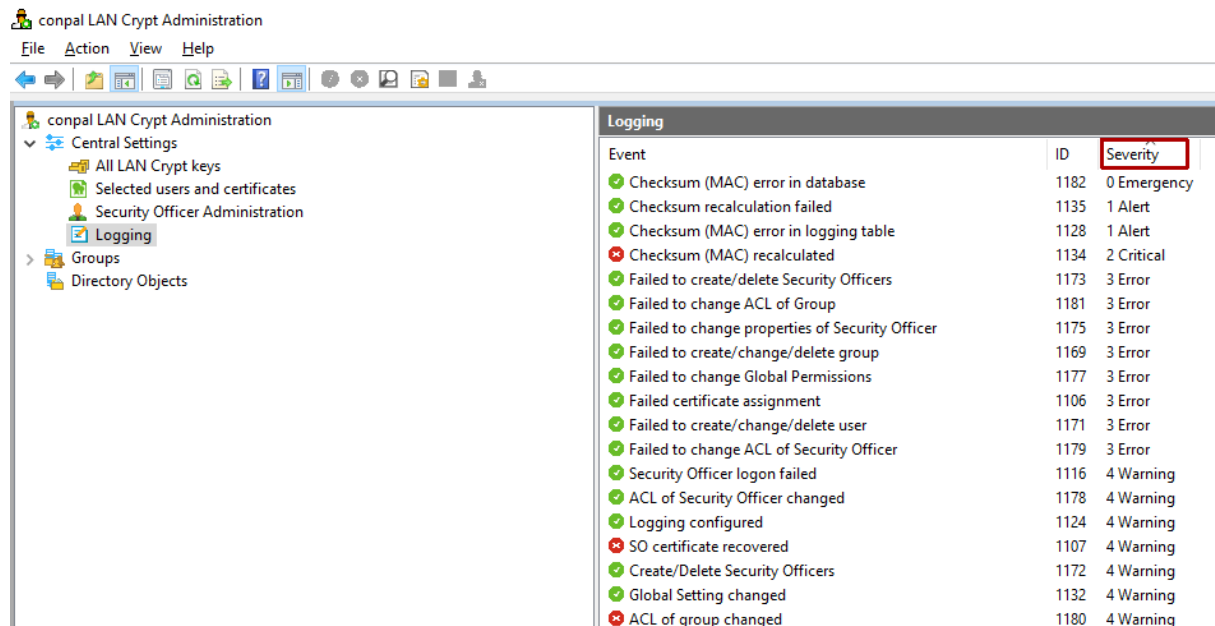 conpal LAN Crypt Administration
File Action View Help
conpal LAN Crypt Administration
Central Settings
All LAN Crypt keys
Selected users and certificates
Security Officer Administration
Logging
Groups
Directory Objects
Logging
Event ID Severity
Checksum (MAC) error in database 1182 0 Emergency
Checksum recalculation failed 1135 1 Alert
Checksum (MAC) error in logging table 1128 1 Alert
Checksum (MAC) recalculated 1134 2 Critical
Failed to create/delete Security Officers 1173 3 Error
Failed to change ACL of Group 1181 3 Error
Failed to change properties of Security Officer 1175 3 Error
Failed to create/change/delete group 1169 3 Error
Failed to change Global Permissions 1177 3 Error
Failed certificate assignment 1106 3 Error
Failed to create/change/delete user 1171 3 Error
Failed to change ACL of Security Officer 1179 3 Error
Security Officer logon failed 1116 4 Warning
ACL of Security Officer changed 1178 4 Warning
Logging configured 1124 4 Warning
SO certificate recovered 1107 4 Warning
Create/Delete Security Officers 1172 4 Warning
Global Setting changed 1132 4 Warning
ACL of group changed 1180 4 Warning